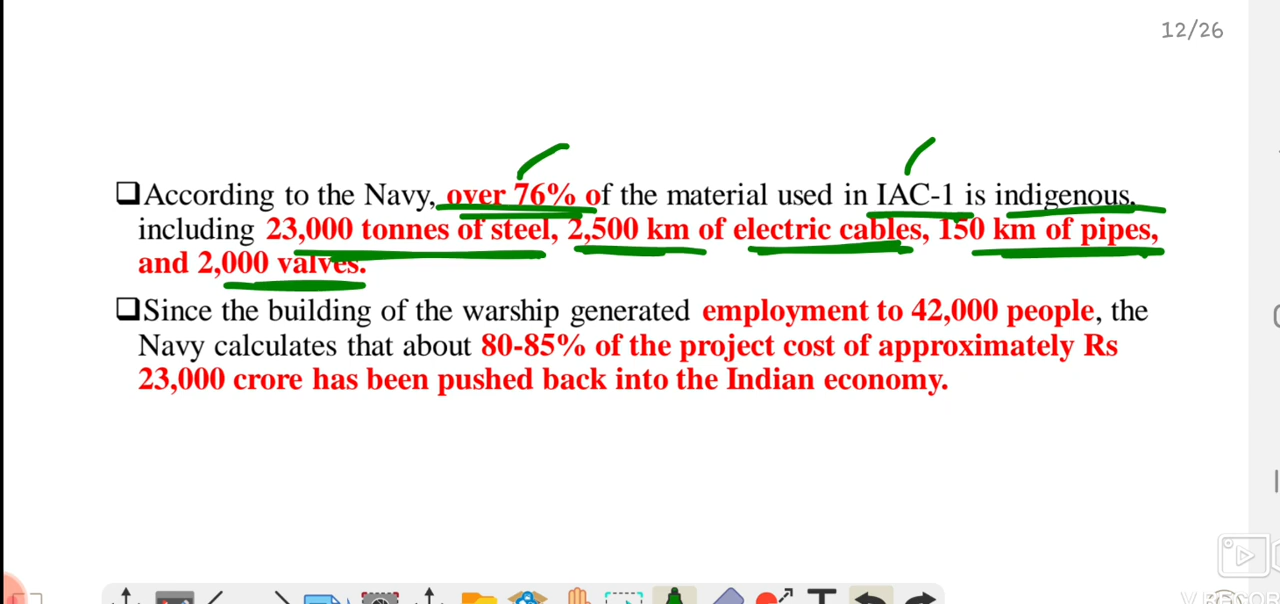 12/26
❑According to the Navy, over 76% of the material used in IAC-1 is indigenous,
including 23,000 tonnes of steel, 2,500 km of electric cables, 150 km of pipes,
and 2,000 valves.
❑Since the building of the warship generated employment to 42,000 people, the
Navy calculates that about 80-85% of the project cost of approximately Rs
23,000 crore has been pushed back into the Indian economy.